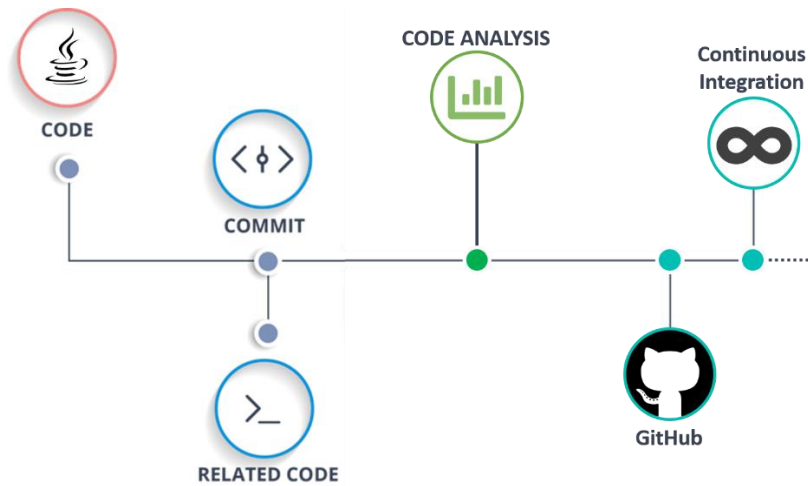 CODE
COMMIT
RELATED CODE
CODE ANALYSIS
GitHub
Continuous
Integration